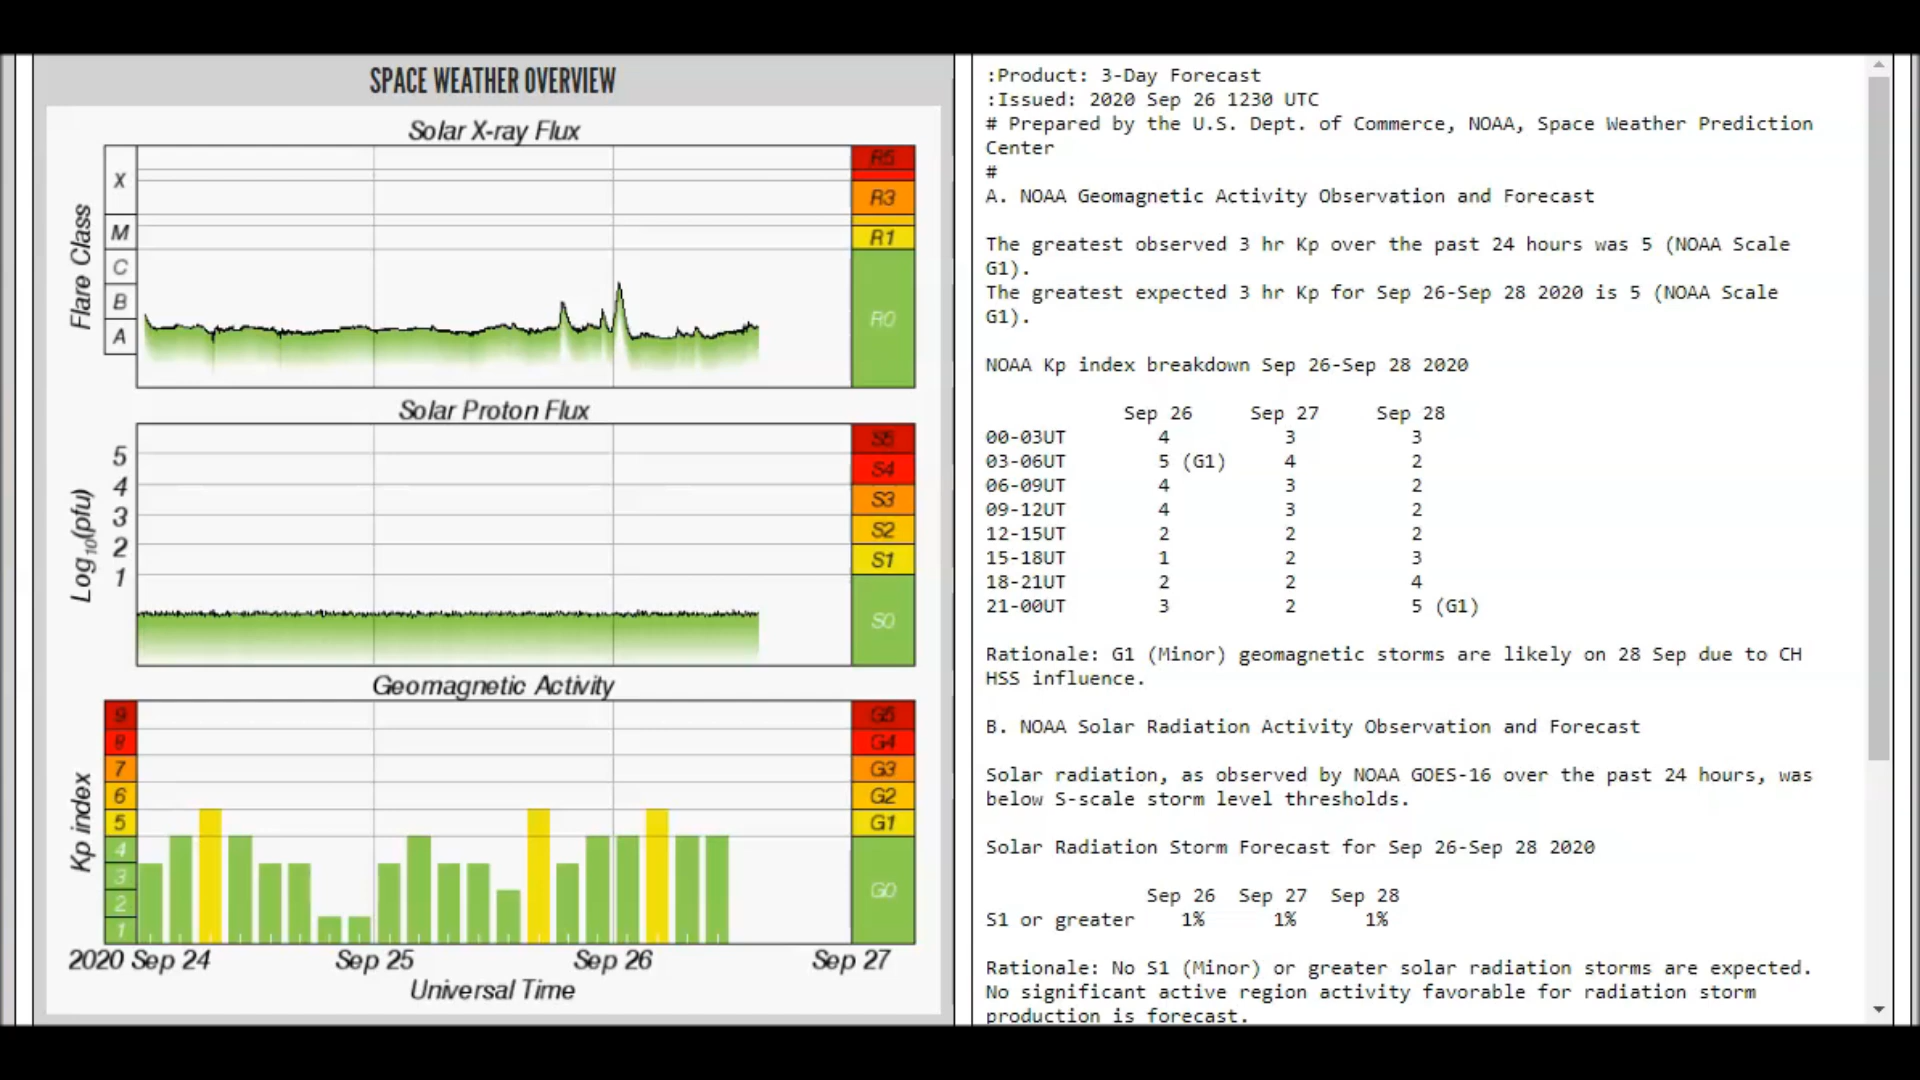 SPACE WEATHER OVERVIEW
Solar X-ray Flux
Flare Class
X
M
C
B
A
R5
R3
R1
R0
Solar Proton Flux
Log10(pfu)
5
4
3
2
1
S5
S4
S3
S2
S1
S0
Geomagnetic Activity
Kp index
9
8
7
6
5
4
3
2
1
G5
G4
G3
G2
G1
G0
2020 Sep 24 Sep 25 Sep 26 Sep 27
Universal Time
:Product: 3-Day Forecast
:Issued: 2020 Sep 26 1230 UTC
# Prepared by the U.S. Dept. of Commerce, NOAA, Space Weather Prediction
Center
#
A. NOAA Geomagnetic Activity Observation and Forecast
The greatest observed 3 hr Kp over the past 24 hours was 5 (NOAA Scale
G1).
The greatest expected 3 hr Kp for Sep 26-Sep 28 2020 is 5 (NOAA Scale
G1).
NOAA Kp index breakdown Sep 26-Sep 28 2020
Sep 26 Sep 27 Sep 28
00-03UT 4 3 3
03-06UT 5 (G1) 4 2
06-09UT 4 3 2
09-12UT 4 3 2
12-15UT 2 2 2
15-18UT 1 2 3
18-21UT 2 2 4
21-00UT 3 2 5 (G1)
Rationale: G1 (Minor) geomagnetic storms are likely on 28 Sep due to CH
HSS influence.
B. NOAA Solar Radiation Activity Observation and Forecast
Solar radiation, as observed by NOAA GOES-16 over the past 24 hours, was
below S-scale storm level thresholds.
Solar Radiation Storm Forecast for Sep 26-Sep 28 2020
Sep 26 Sep 27 Sep 28
S1 or greater 1% 1% 1%
Rationale: No S1 (Minor) or greater solar radiation storms are expected.
No significant active region activity favorable for radiation storm
production is forecast.